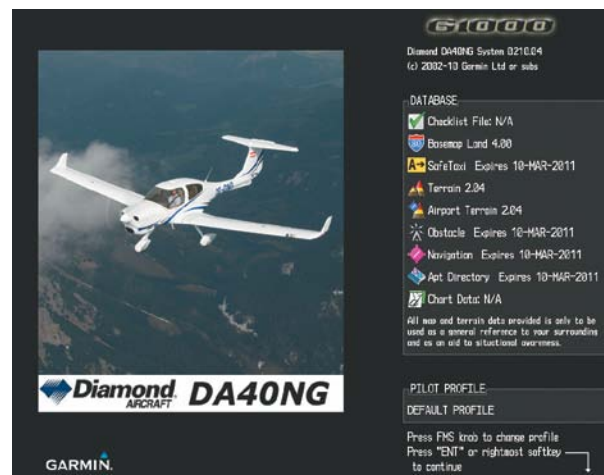 G1000
Diamond DA40NG System 0210.04
(c) 2002-10 Garmin Ltd or subs
DATABASE
Checklist File: N/A
Basemap Land 4.00
A→ SafeTaxi Expires 10-MAR-2011
Terrain 2.04
Airport Terrain 2.04
Obstacle Expires 10-MAR-2011
Navigation Expires 10-MAR-2011
Apt Directory Expires 10-MAR-2011
Chart Data: N/A
All map and terrain data provided is only to be
used as a general reference to your surrounding
and as an aid to situational awareness.
Diamond
AIRCRAFT
DA40NG
PILOT PROFILE
DEFAULT PROFILE
Press FMS knob to change profile
Press "ENT" or rightmost softkey
to continue
GARMIN.